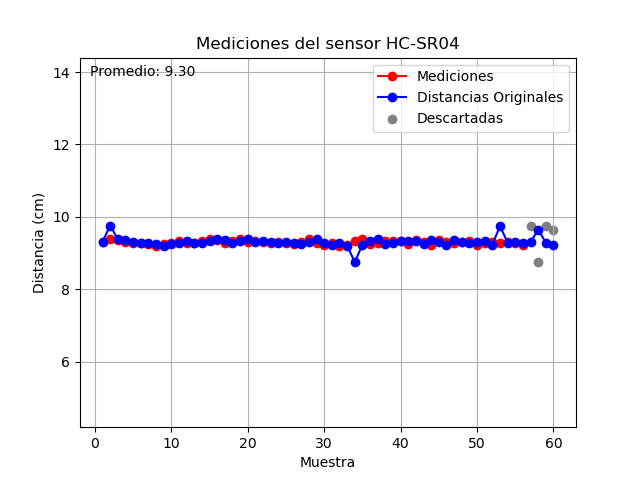 Mediciones del sensor HC-SR04
Promedio: 9.30
Mediciones
Distancias Originales
Descartadas
Distancia (cm)
14
12
10
8
6
0
10
20
30
40
50
60
Muestra